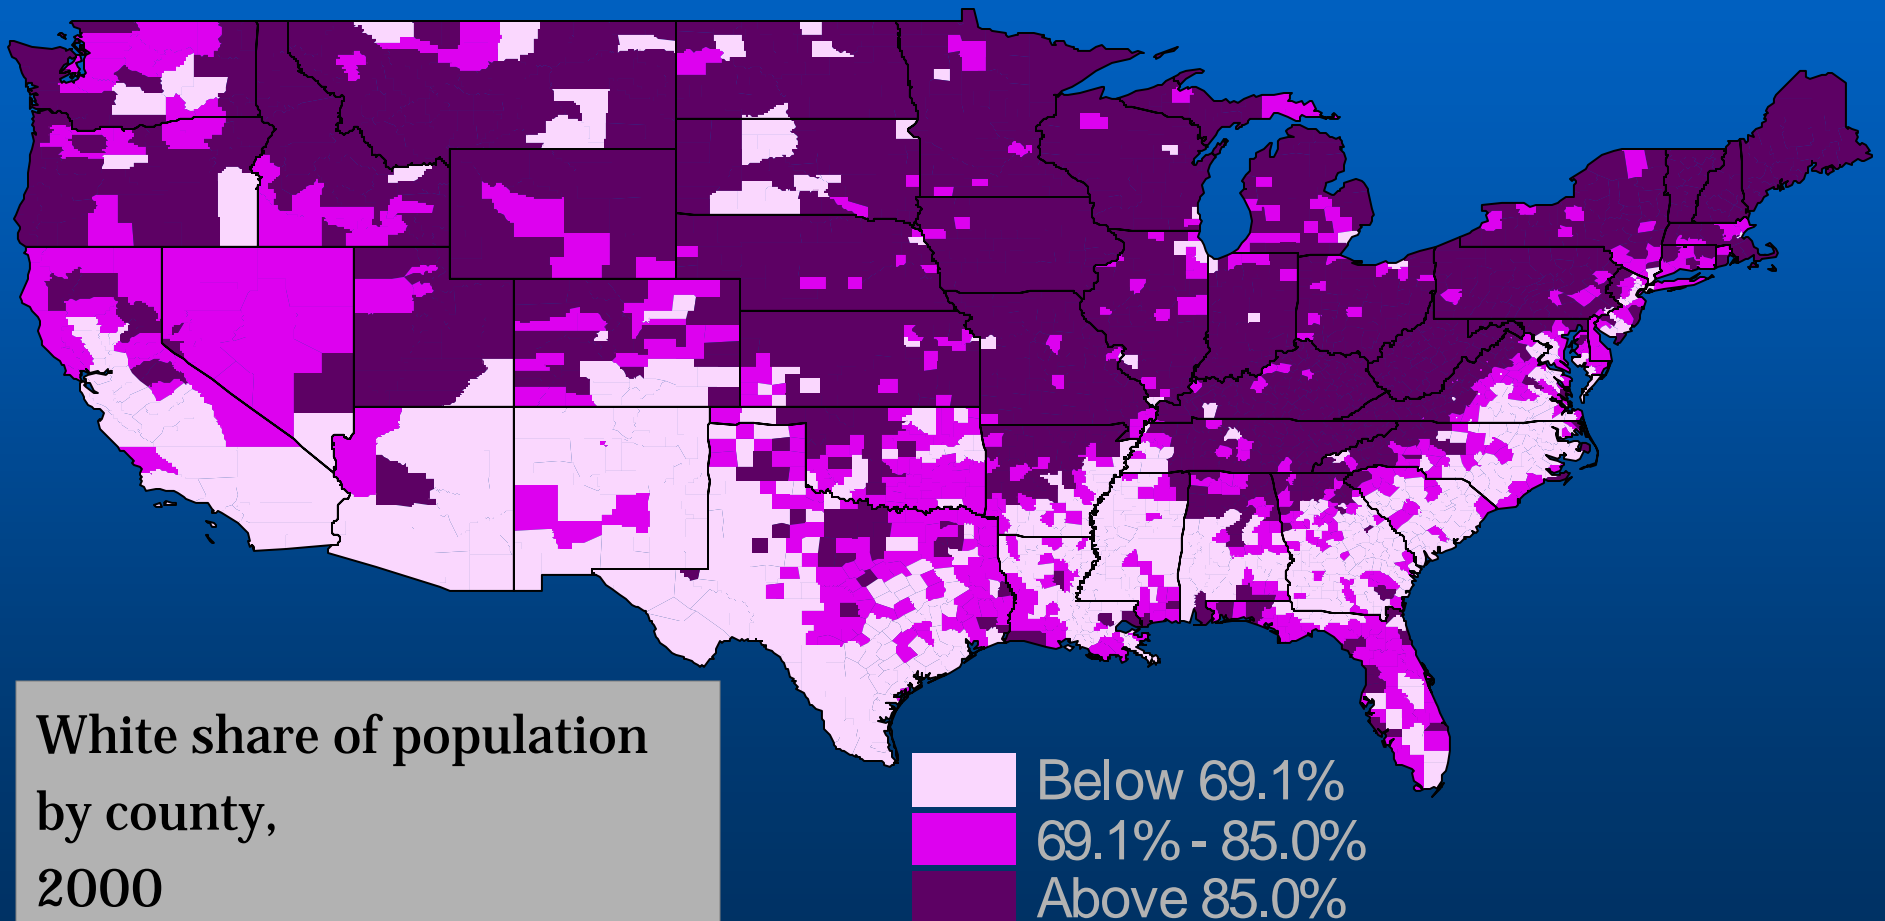 White share of population
by county,
2000
Below 69.1%
69.1% - 85.0%
Above 85.0%